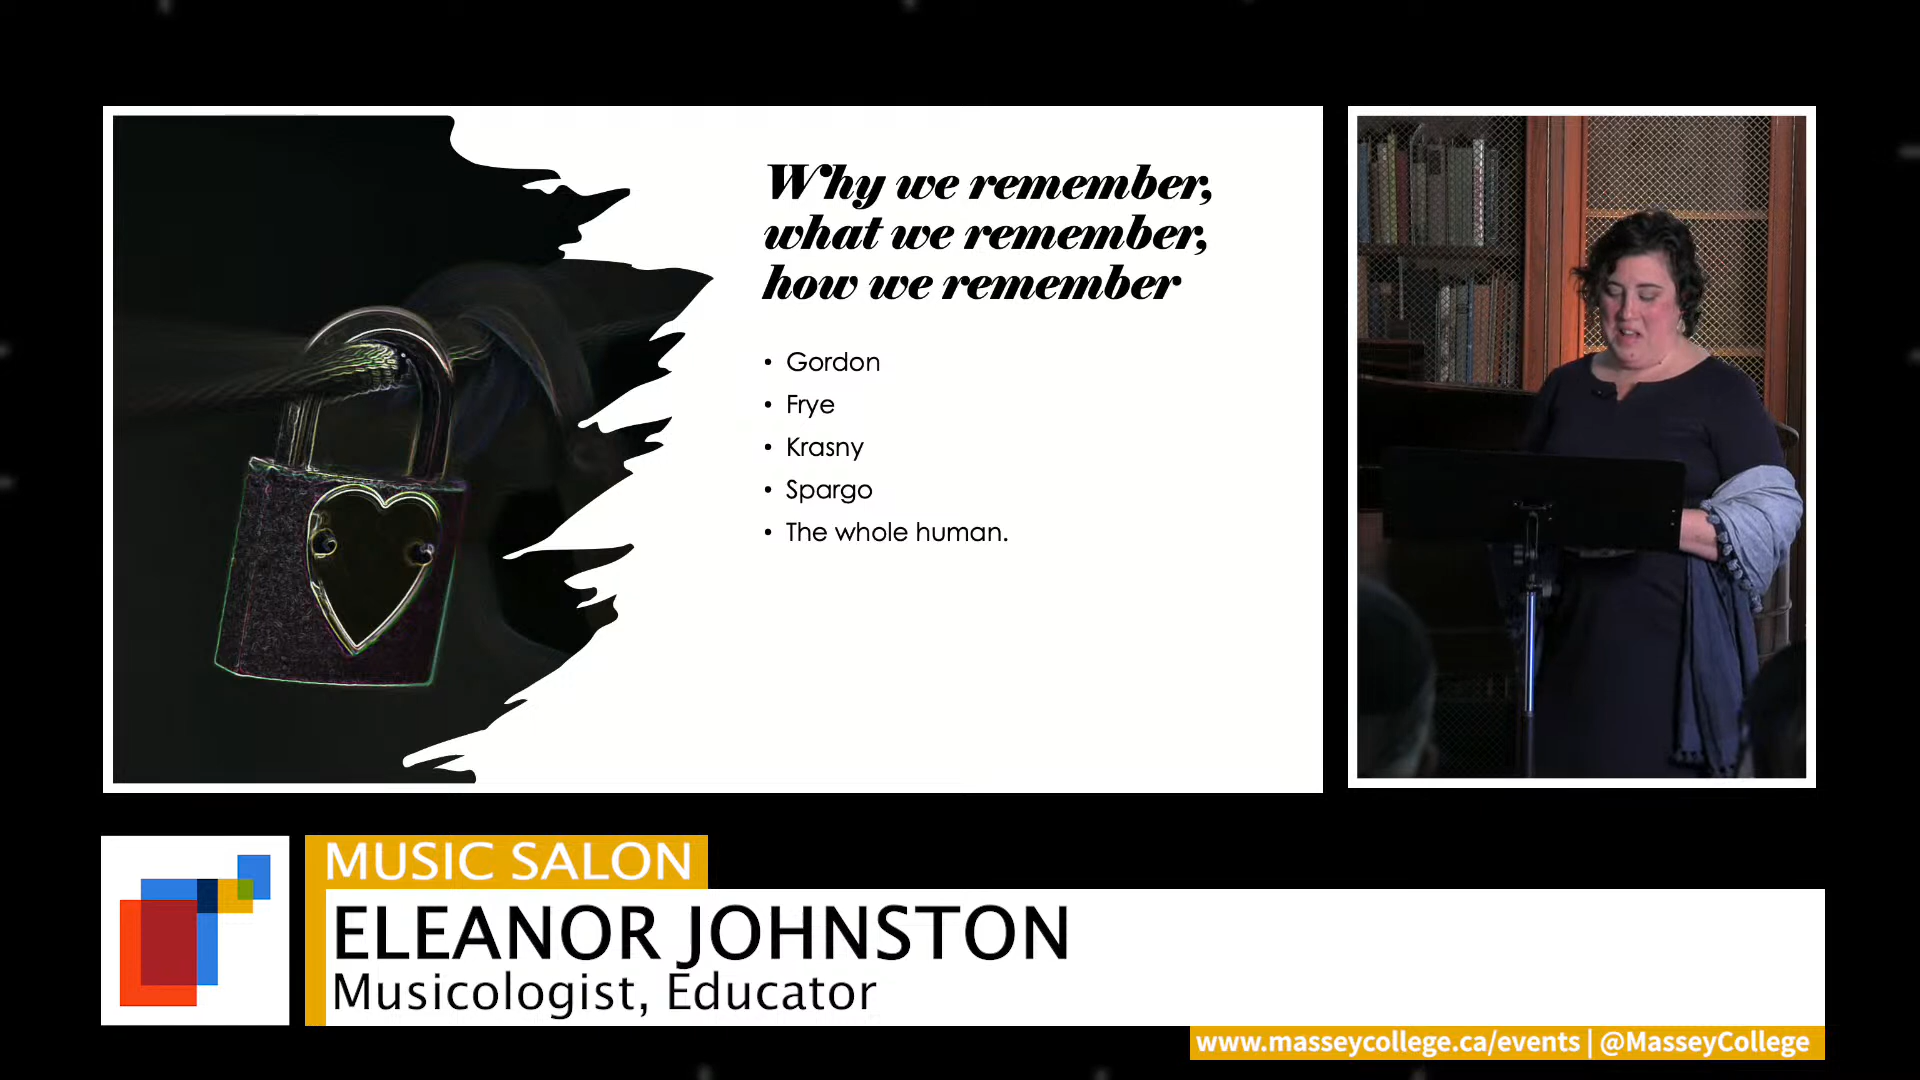 Why we remember,
what we remember,
how we remember
• Gordon
• Frye
• Krasny
• Spargo
• The whole human.
MUSIC SALON
ELEANOR JOHNSTON
Musicologist, Educator
www.masseycollege.ca/events | @MasseyCollege